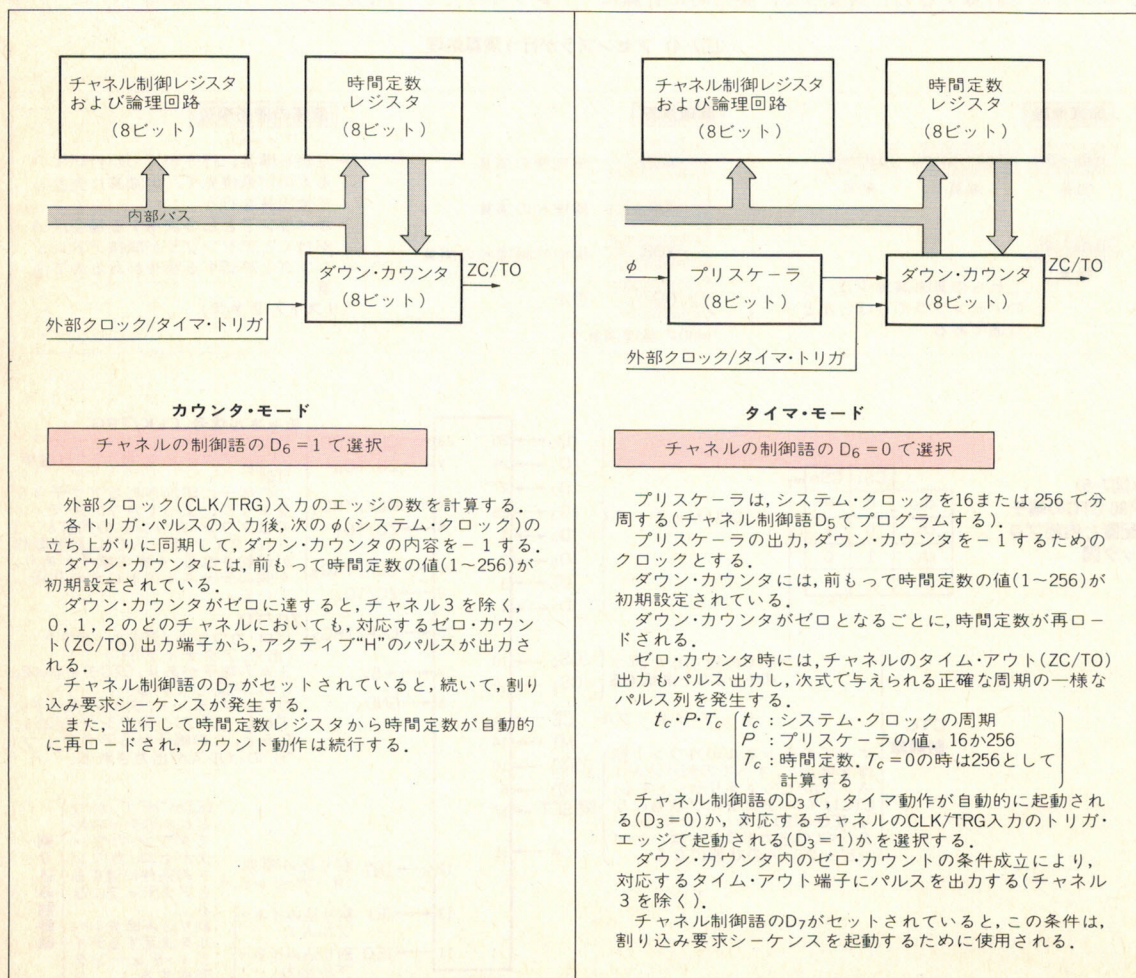 チャネル制御レジスタ
および論理回路
(8ビット)
時間定数
レジスタ
(8ビット)
内部バス
ダウン・カウンタ
(8ビット)
ZC/TO
外部クロック/タイマ・トリガ
カウンタ・モード
チャネルの制御語の D₆=1 で選択
外部クロック(CLK/TRG)入力のエッジの数を計算する.
各トリガ・パルスの入力後, 次のφ(システム・クロック)の
立ち上がりに同期して, ダウン・カウンタの内容を−1する.
ダウン・カウンタには, 前もって時間定数の値(1〜256)が
初期設定されている.
ダウン・カウンタがゼロに達すると, チャネル3を除く,
0, 1, 2のどのチャネルにおいても, 対応するゼロ・カウン
ト(ZC/TO)出力端子から, アクティブ“H”のパルスが出力さ
れる.
チャネル制御語のD₇がセットされていると, 続いて, 割り
込み要求シーケンスが発生する.
また, 並行して時間定数レジスタから時間定数が自動的
に再ロードされ, カウント動作は続行する.
チャネル制御レジスタ
および論理回路
(8ビット)
時間定数
レジスタ
(8ビット)
φ
プリスケーラ
(8ビット)
ダウン・カウンタ
(8ビット)
ZC/TO
外部クロック/タイマ・トリガ
タイマ・モード
チャネルの制御語の D₆=0 で選択
プリスケーラは, システム・クロックを16または256で分
周する(チャネル制御語D₅でプログラムする).
プリスケーラの出力, ダウン・カウンタを−1するための
クロックとする.
ダウン・カウンタには, 前もって時間定数の値(1〜256)が
初期設定されている.
ダウン・カウンタがゼロとなるごとに, 時間定数が再ロー
ドされる.
ゼロ・カウンタ時には, チャネルのタイム・アウト(ZC/TO)
出力もパルス出力し, 次式で与えられる正確な周期の一様な
パルス列を発生する.
t_c・P・T_c t_c:システム・クロックの周期
P :プリスケーラの値. 16か256
T_c:時間定数. T_c=0の時は256として
計算する
チャネル制御語のD₃で, タイマ動作が自動的に起動され
る(D₃=0)か, 対応するチャネルのCLK/TRG入力のトリガ・
エッジで起動される(D₃=1)かを選択する.
ダウン・カウンタ内のゼロ・カウントの条件成立により,
対応するタイム・アウト端子にパルスを出力する(チャネル
3を除く).
チャネル制御語のD₇がセットされていると, この条件は,
割り込み要求シーケンスを起動するために使用される.